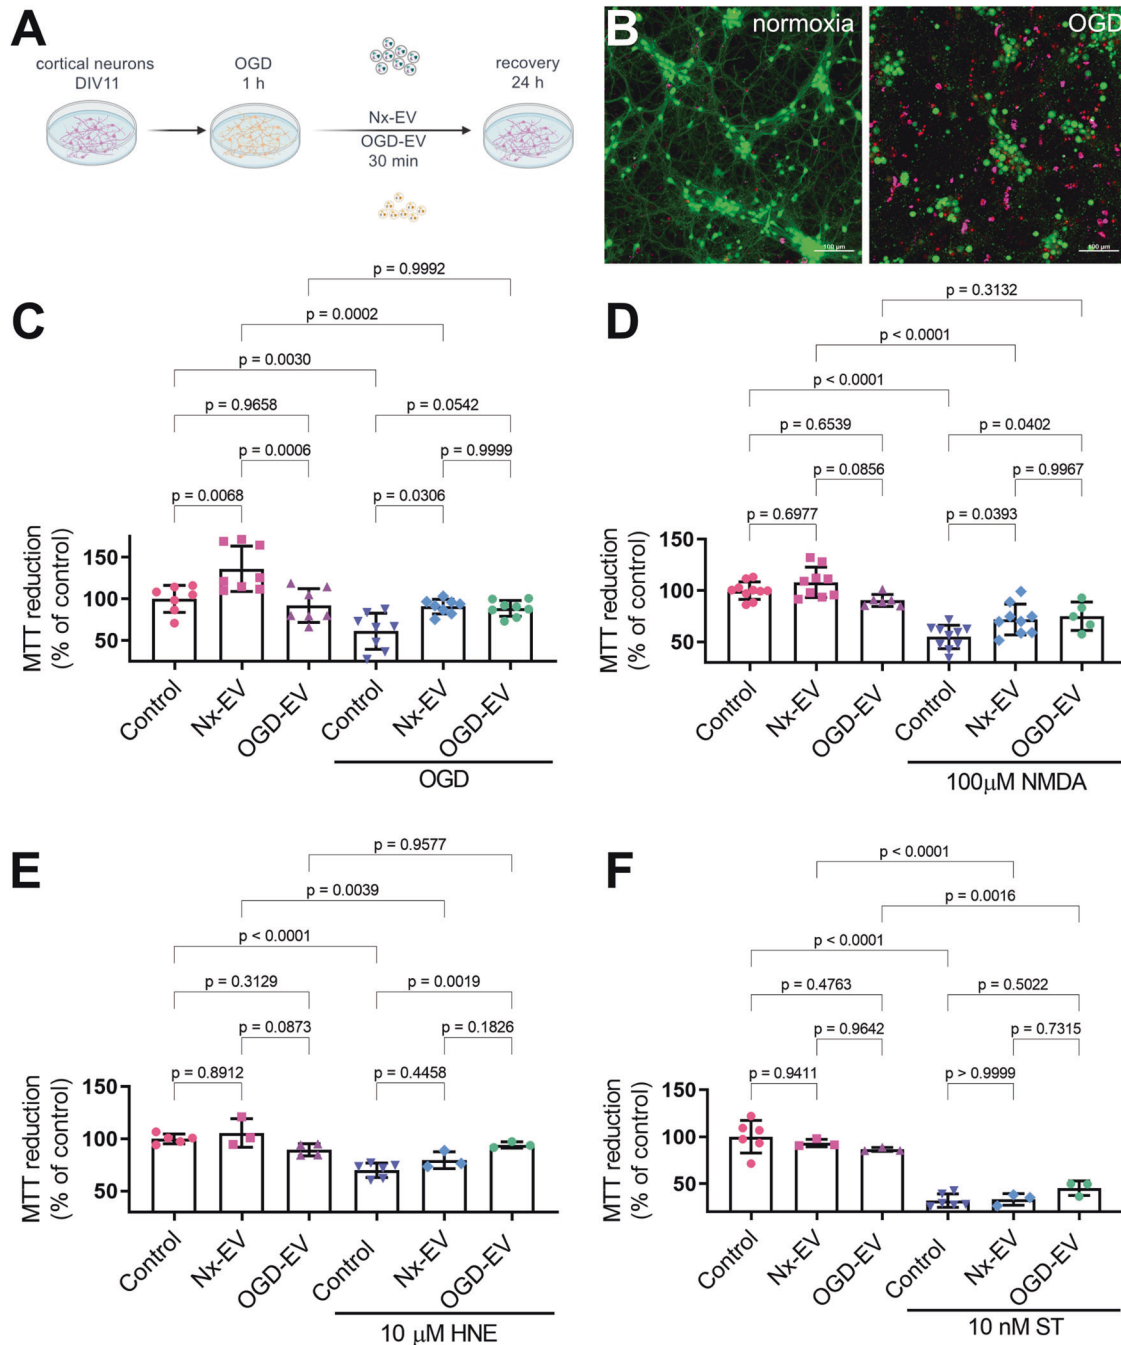 A
cortical neurons
DIV11
OGD
1 h
Nx-EV
OGD-EV
30 min
recovery
24 h
B
normoxia
100 µm
OGD
100 µm
C
p = 0.9992
p = 0.0002
p = 0.0030
p = 0.9658
p = 0.0542
p = 0.0006
p = 0.9999
p = 0.0068
p = 0.0306
MTT reduction
(% of control)
150
100
50
Control
Nx-EV
OGD-EV
Control
Nx-EV
OGD-EV
OGD
D
p = 0.3132
p < 0.0001
p < 0.0001
p = 0.6539
p = 0.0402
p = 0.0856
p = 0.9967
p = 0.6977
p = 0.0393
MTT reduction
(% of control)
150
100
50
Control
Nx-EV
OGD-EV
Control
Nx-EV
OGD-EV
100µM NMDA
E
p = 0.9577
p = 0.0039
p < 0.0001
p = 0.3129
p = 0.0019
p = 0.0873
p = 0.1826
p = 0.8912
p = 0.4458
MTT reduction
(% of control)
150
100
50
Control
Nx-EV
OGD-EV
Control
Nx-EV
OGD-EV
10 µM HNE
F
p < 0.0001
p = 0.0016
p < 0.0001
p = 0.4763
p = 0.5022
p = 0.9642
p = 0.7315
p = 0.9411
p > 0.9999
MTT reduction
(% of control)
150
100
50
Control
Nx-EV
OGD-EV
Control
Nx-EV
OGD-EV
10 nM ST